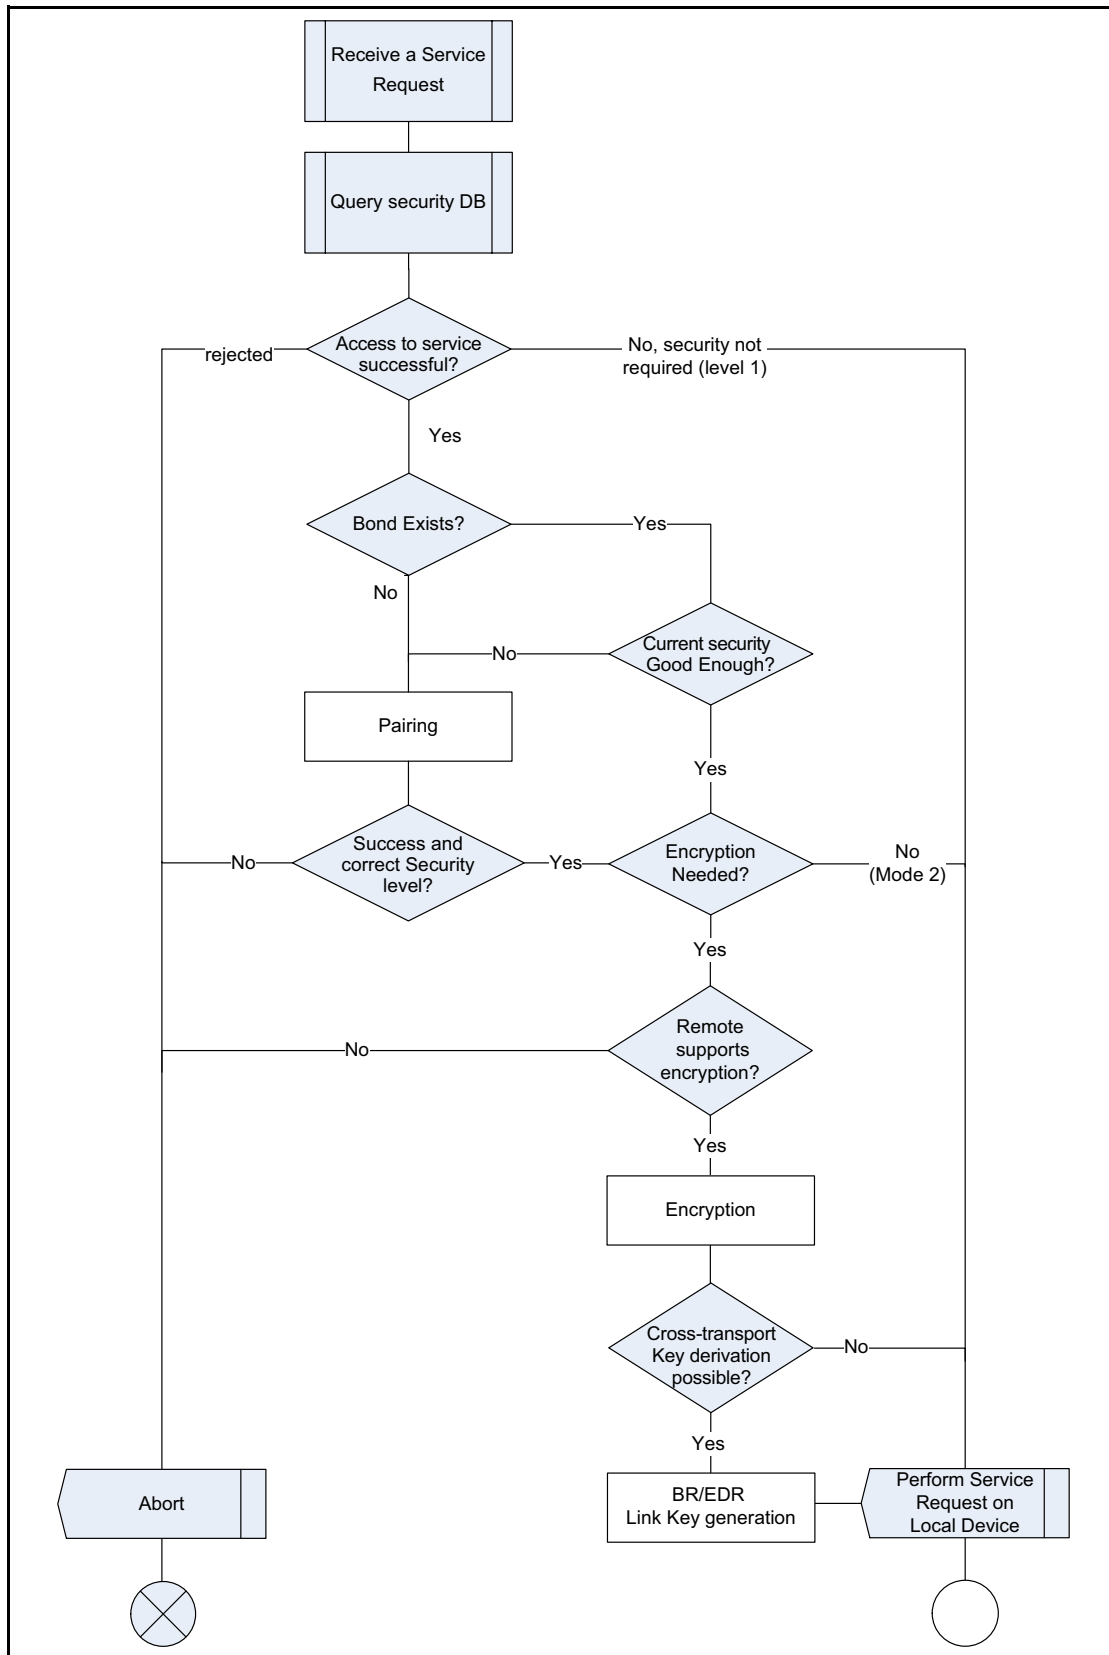 Receive a Service
Request
Query security DB
Access to service
successful?
rejected
No, security not
required (level 1)
Yes
Bond Exists?
Yes
No
Current security
Good Enough?
No
Pairing
Yes
Success and
correct Security
level?
No
Yes
Encryption
Needed?
No
(Mode 2)
Yes
Remote
supports
encryption?
No
Yes
Encryption
Cross-transport
Key derivation
possible?
No
Yes
Abort
BR/EDR
Link Key generation
Perform Service
Request on
Local Device